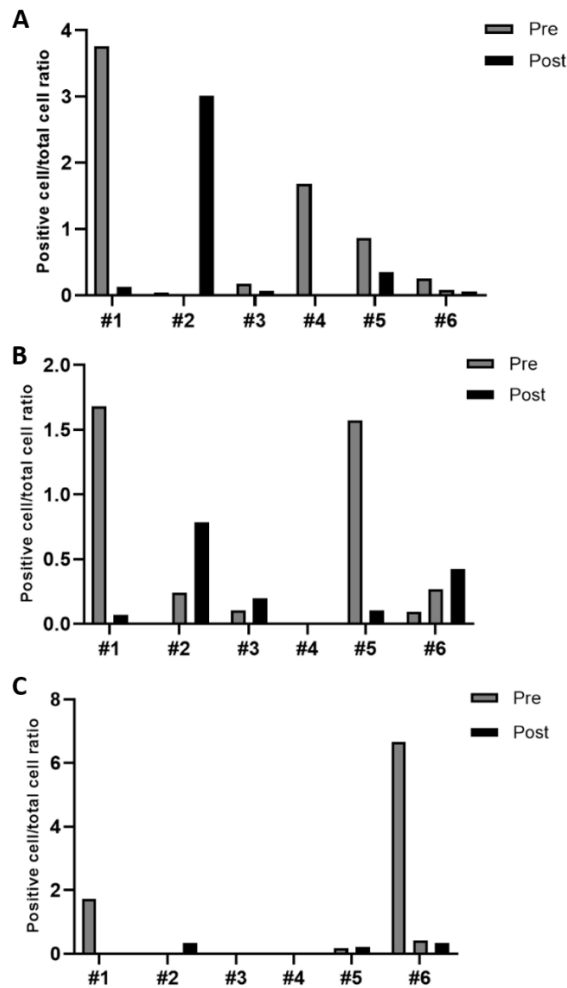 A
Positive cell/total cell ratio
4
3
2
1
0
#1 #2 #3 #4 #5 #6
Pre
Post
B
Positive cell/total cell ratio
2.0
1.5
1.0
0.5
0.0
#1 #2 #3 #4 #5 #6
Pre
Post
C
Positive cell/total cell ratio
8
6
4
2
0
#1 #2 #3 #4 #5 #6
Pre
Post